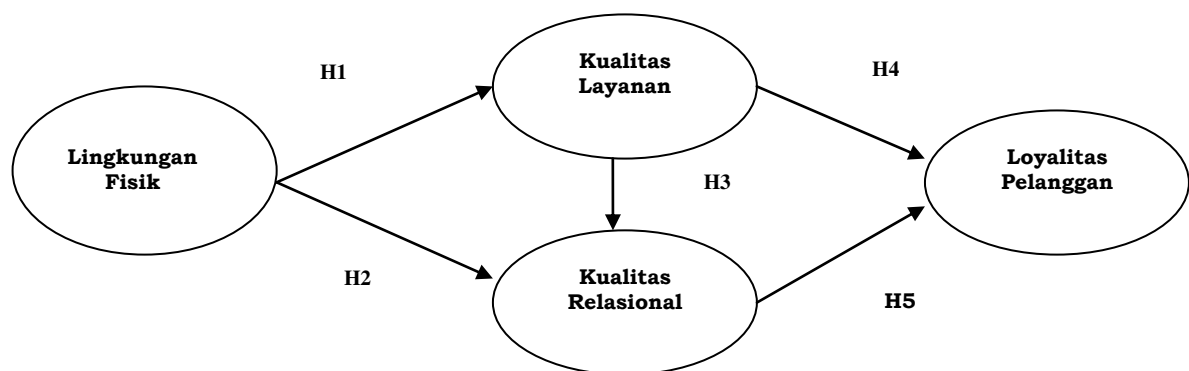 H1
Kualitas
Layanan
H4
Lingkungan
Fisik
Loyalitas
Pelanggan
H3
H2
Kualitas
Relasional
H5